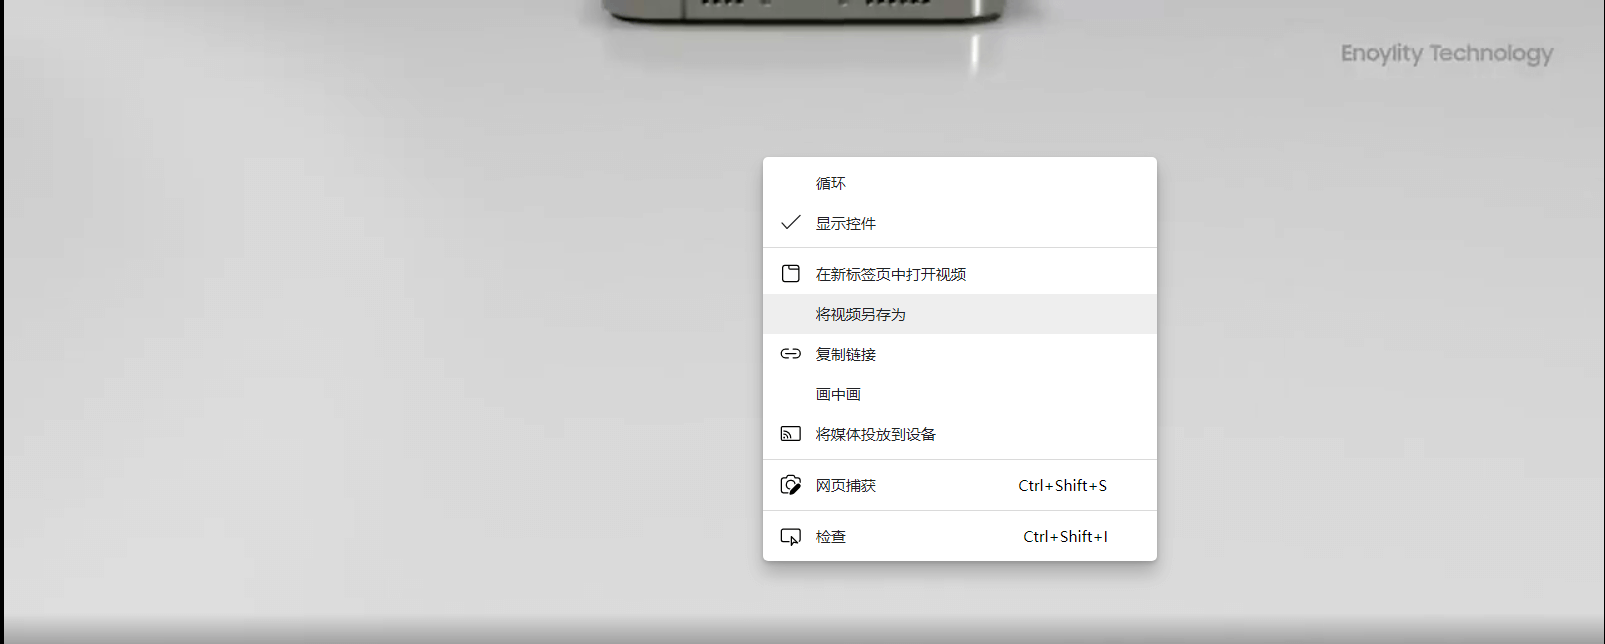 Enoylity Technology
循环
显示控件
在新标签页中打开视频
将视频另存为
复制链接
画中画
将媒体投放到设备
网页捕获 Ctrl+Shift+S
检查 Ctrl+Shift+I